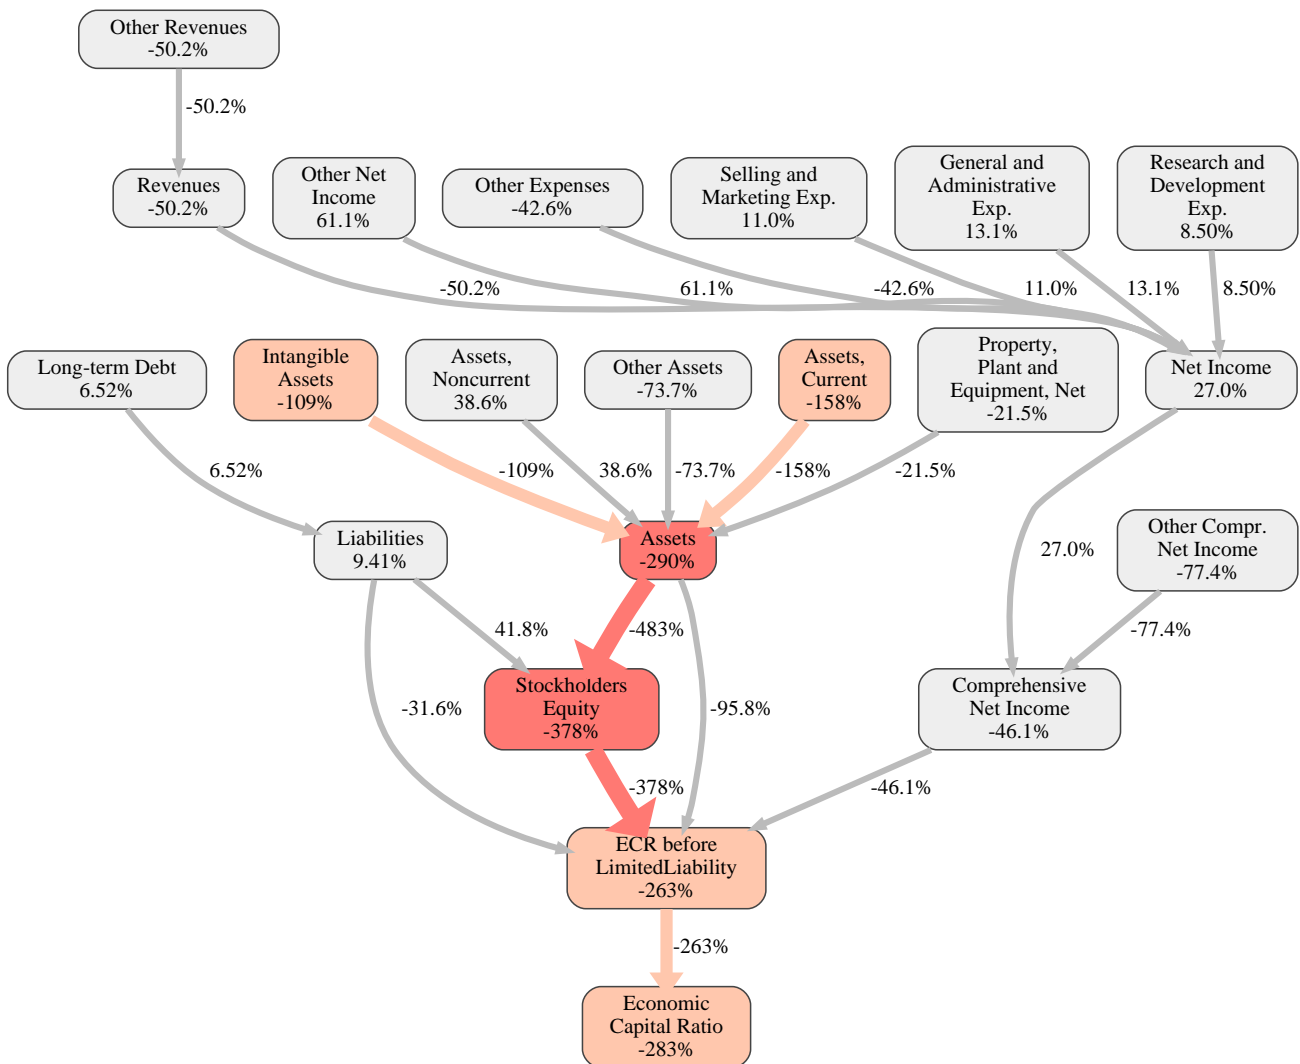 Other Revenues
-50.2%
-50.2%
Revenues
-50.2%
Other Net
Income
61.1%
Other Expenses
-42.6%
Selling and
Marketing Exp.
11.0%
General and
Administrative
Exp.
13.1%
Research and
Development
Exp.
8.50%
-50.2%
61.1%
-42.6%
11.0%
13.1%
8.50%
Long-term Debt
6.52%
Intangible
Assets
-109%
Assets,
Noncurrent
38.6%
Other Assets
-73.7%
Assets,
Current
-158%
Property,
Plant and
Equipment, Net
-21.5%
Net Income
27.0%
6.52%
-109%
38.6%
-73.7%
-158%
-21.5%
Liabilities
9.41%
Assets
-290%
27.0%
Other Compr.
Net Income
-77.4%
41.8%
-483%
-77.4%
-31.6%
Stockholders
Equity
-378%
-95.8%
Comprehensive
Net Income
-46.1%
-378%
-46.1%
ECR before
LimitedLiability
-263%
-263%
Economic
Capital Ratio
-283%